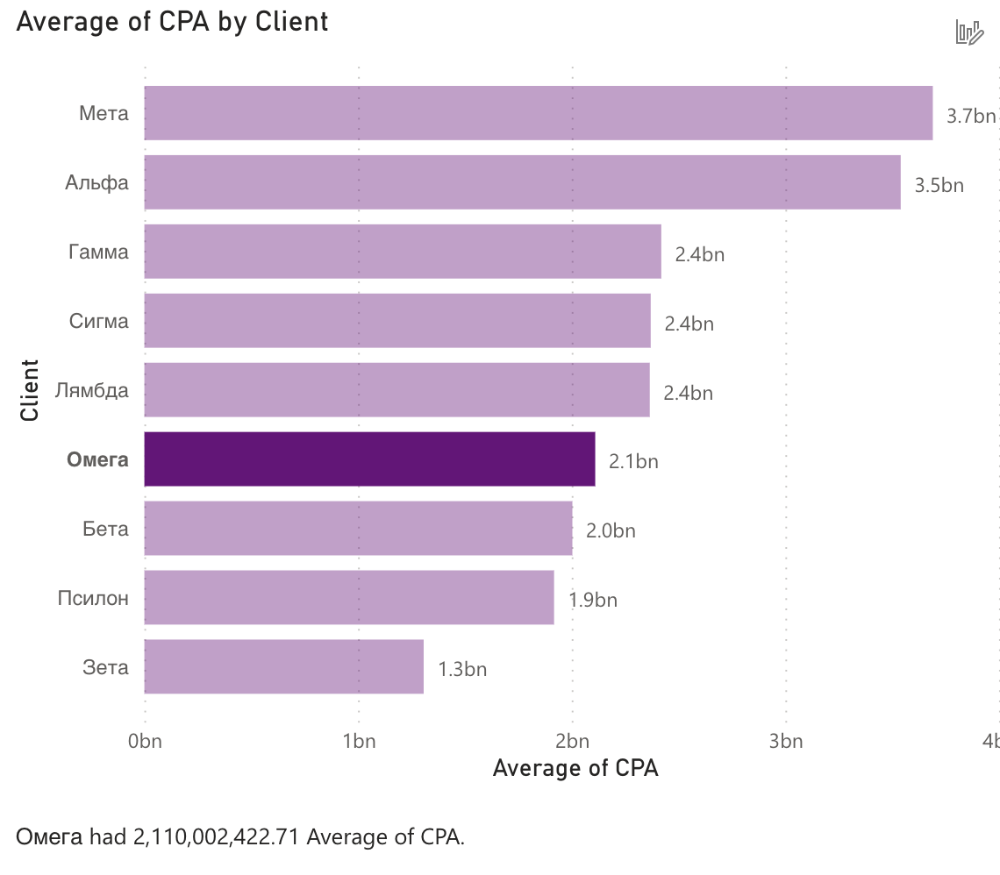 Average of CPA by Client
Мета
3.7bn
Альфа
3.5bn
Гамма
2.4bn
Сигма
2.4bn
Client
Лямбда
2.4bn
Омега
2.1bn
Бета
2.0bn
Псилон
1.9bn
Зета
1.3bn
0bn 1bn 2bn 3bn 4b
Average of CPA
Омега had 2,110,002,422.71 Average of CPA.